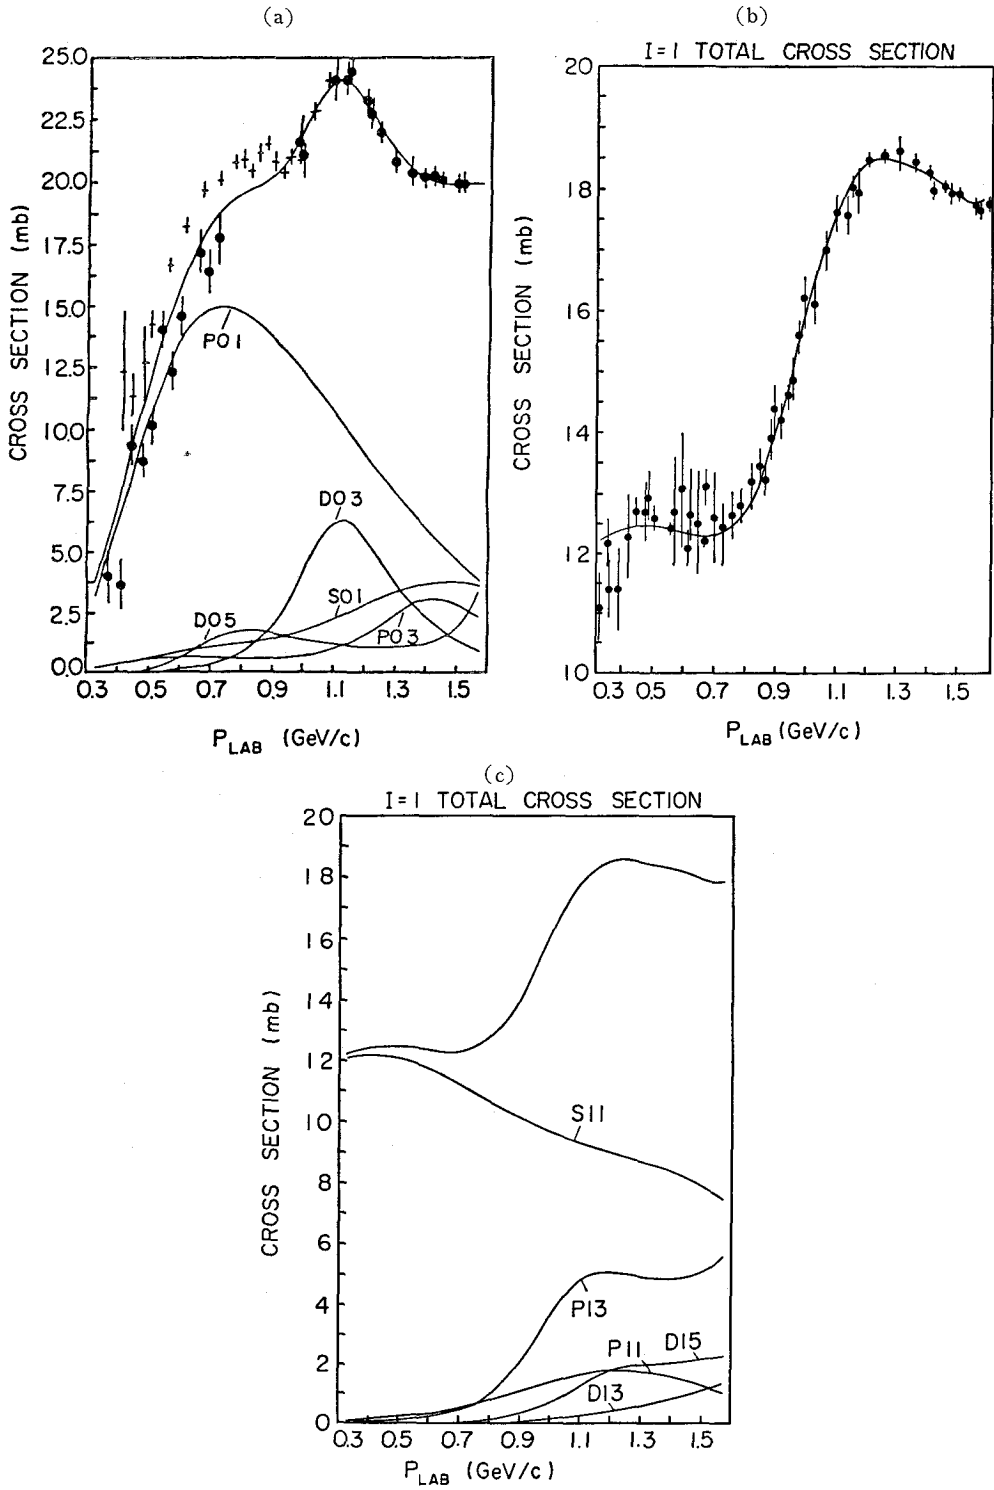 (a)
25.0
22.5
20.0
17.5
15.0
12.5
10.0
7.5
5.0
2.5
0.0
CROSS SECTION (mb)
PO1
DO3
SO1
DO5
PO3
0.3 0.5 0.7 0.9 1.1 1.3 1.5
PLAB (GeV/c)
(b)
I=1 TOTAL CROSS SECTION
20
18
16
14
12
10
CROSS SECTION (mb)
0.3 0.5 0.7 0.9 1.1 1.3 1.5
PLAB (GeV/c)
(c)
I=1 TOTAL CROSS SECTION
20
18
16
14
12
10
8
6
4
2
0
CROSS SECTION (mb)
S11
P13
P11
D15
D13
0.3 0.5 0.7 0.9 1.1 1.3 1.5
PLAB (GeV/c)